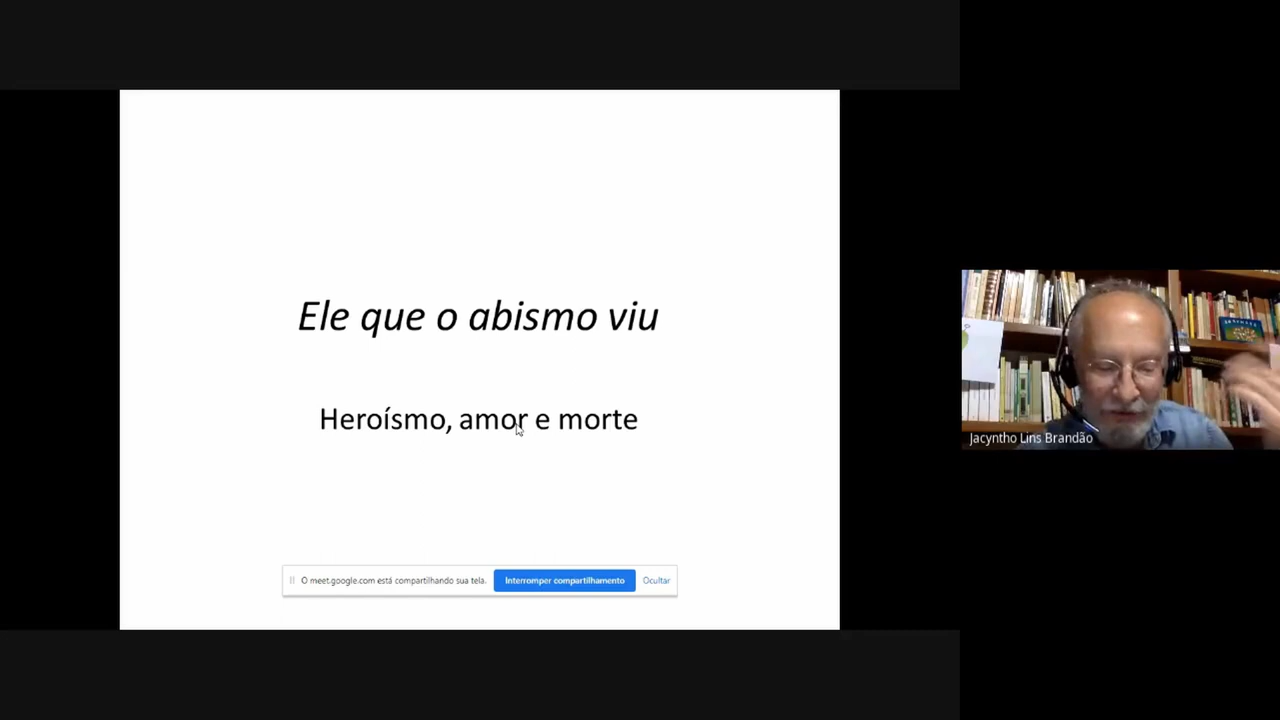 Ele que o abismo viu
Heroísmo, amor e morte
O meet.google.com está compartilhando sua tela. Interromper compartilhamento Ocultar
Jacyntho Lins Brandão